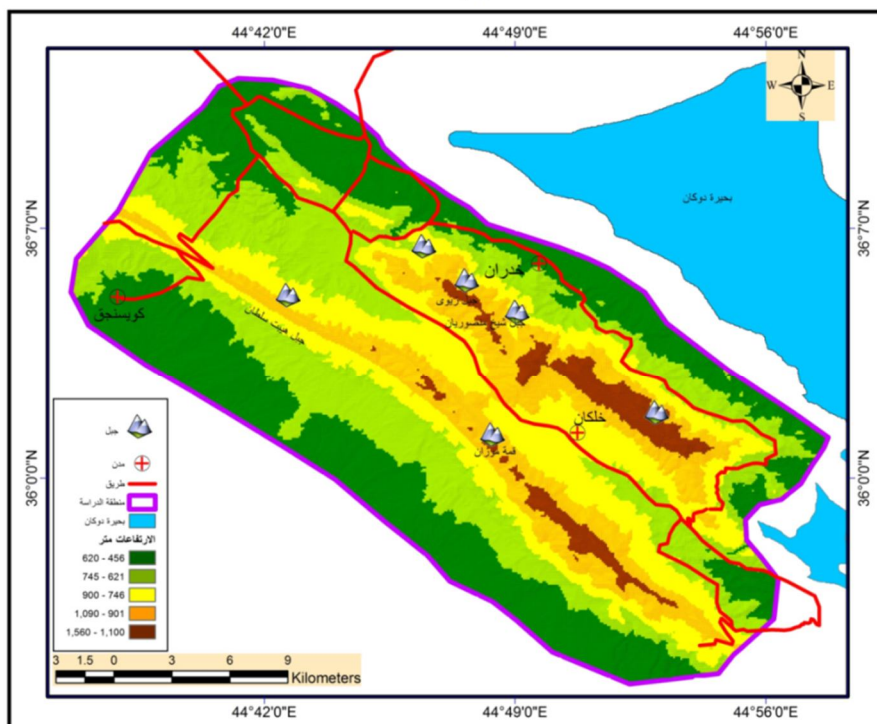 44°42'0"E 44°49'0"E 44°56'0"E
N
W E
S
بحيرة دوكان
36°7'0"N 36°7'0"N
هدران
كويسنجق
جبل هيبت سلطان
خلكان
36°0'0"N 36°0'0"N
جبل
مدن
طريق
منطقة الدراسة
بحيرة دوكان
الارتفاعات متر
620 - 456
745 - 621
900 - 746
1,090 - 901
1,560 - 1,100
3 1.5 0 3 6 9
Kilometers
44°42'0"E 44°49'0"E 44°56'0"E